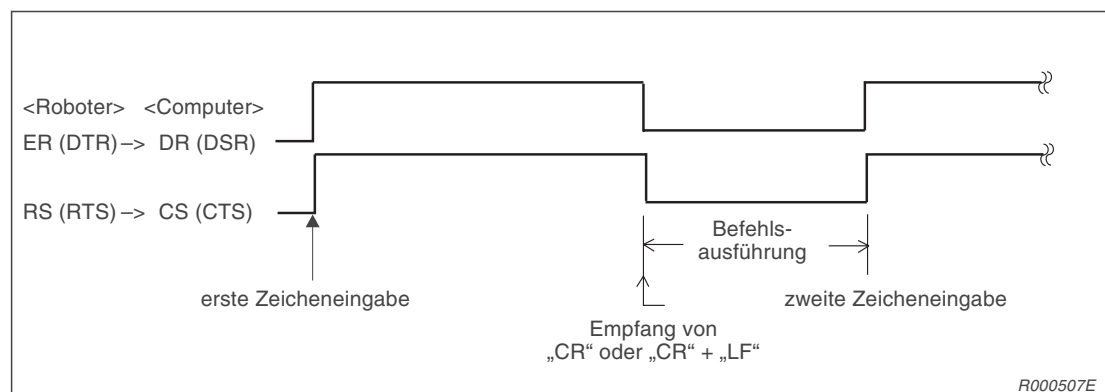 <Roboter> <Computer>
ER (DTR) –> DR (DSR)
RS (RTS) –> CS (CTS)
Befehls-
ausführung
erste Zeicheneingabe
zweite Zeicheneingabe
Empfang von
„CR“ oder „CR“ + „LF“
R000507E